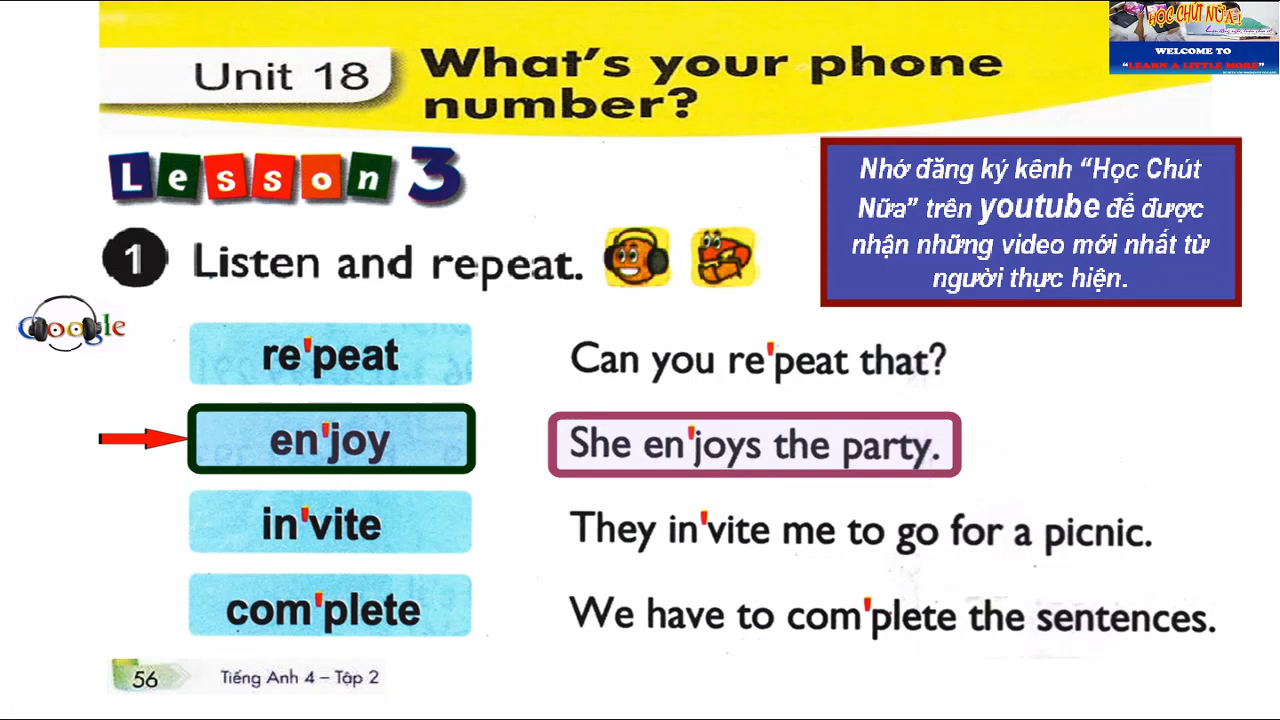 HỌC CHÚT NỮA-!
WELCOME TO
"LEARN A LITTLE MORE"
Unit 18
What's your phone
number?
Lesson 3
Nhớ đăng ký kênh “Học Chút
Nữa” trên youtube để được
nhận những video mới nhất từ
người thực hiện.
1 Listen and repeat.
Google
re'peat
Can you re'peat that?
en'joy
She en'joys the party.
in'vite
They in'vite me to go for a picnic.
com'plete
We have to com'plete the sentences.
56
Tiếng Anh 4 – Tập 2